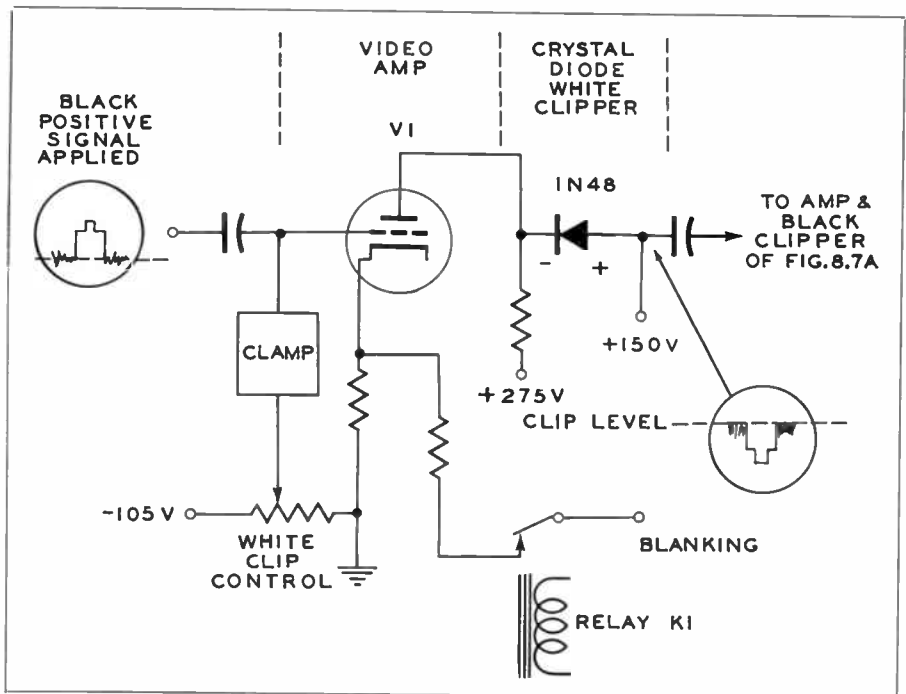 VIDEO
AMP
CRYSTAL
DIODE
WHITE
CLIPPER
BLACK
POSITIVE
SIGNAL
APPLIED
V1
1N48
TO AMP &
BLACK
CLIPPER
OF FIG.8.7A
- +
CLAMP
+150V
+275V
CLIP LEVEL
-105V
WHITE
CLIP
CONTROL
BLANKING
RELAY K1